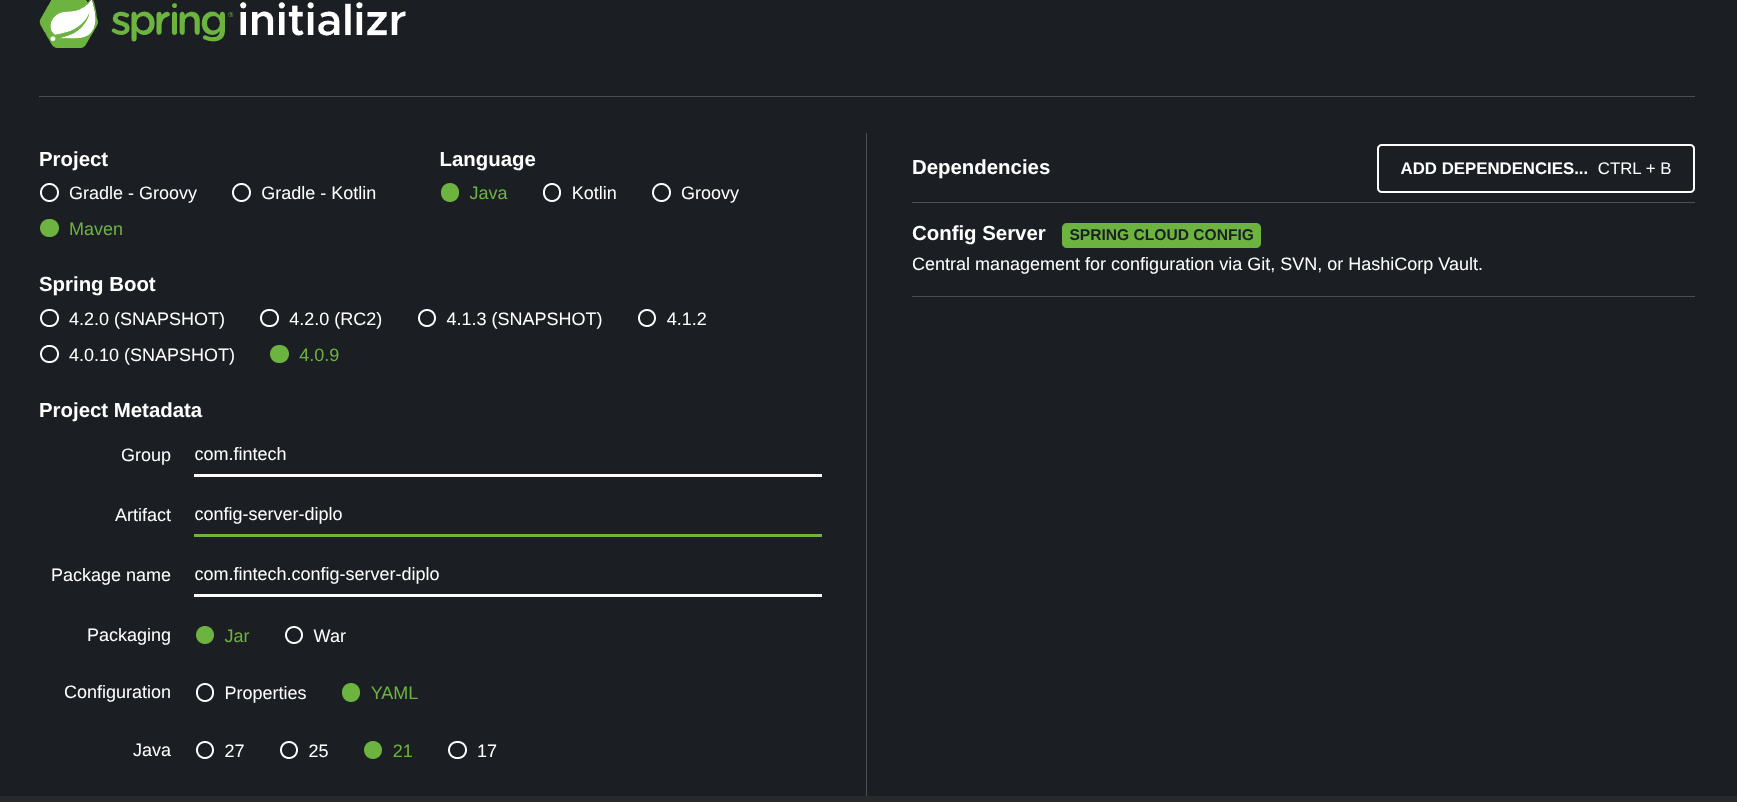 spring initializr
Project
Gradle - Groovy Gradle - Kotlin
Maven
Language
Java Kotlin Groovy
Spring Boot
4.2.0 (SNAPSHOT) 4.2.0 (RC2) 4.1.3 (SNAPSHOT) 4.1.2
4.0.10 (SNAPSHOT) 4.0.9
Project Metadata
Group com.fintech
Artifact config-server-diplo
Package name com.fintech.config-server-diplo
Packaging Jar War
Configuration Properties YAML
Java 27 25 21 17
Dependencies
ADD DEPENDENCIES... CTRL + B
Config Server SPRING CLOUD CONFIG
Central management for configuration via Git, SVN, or HashiCorp Vault.